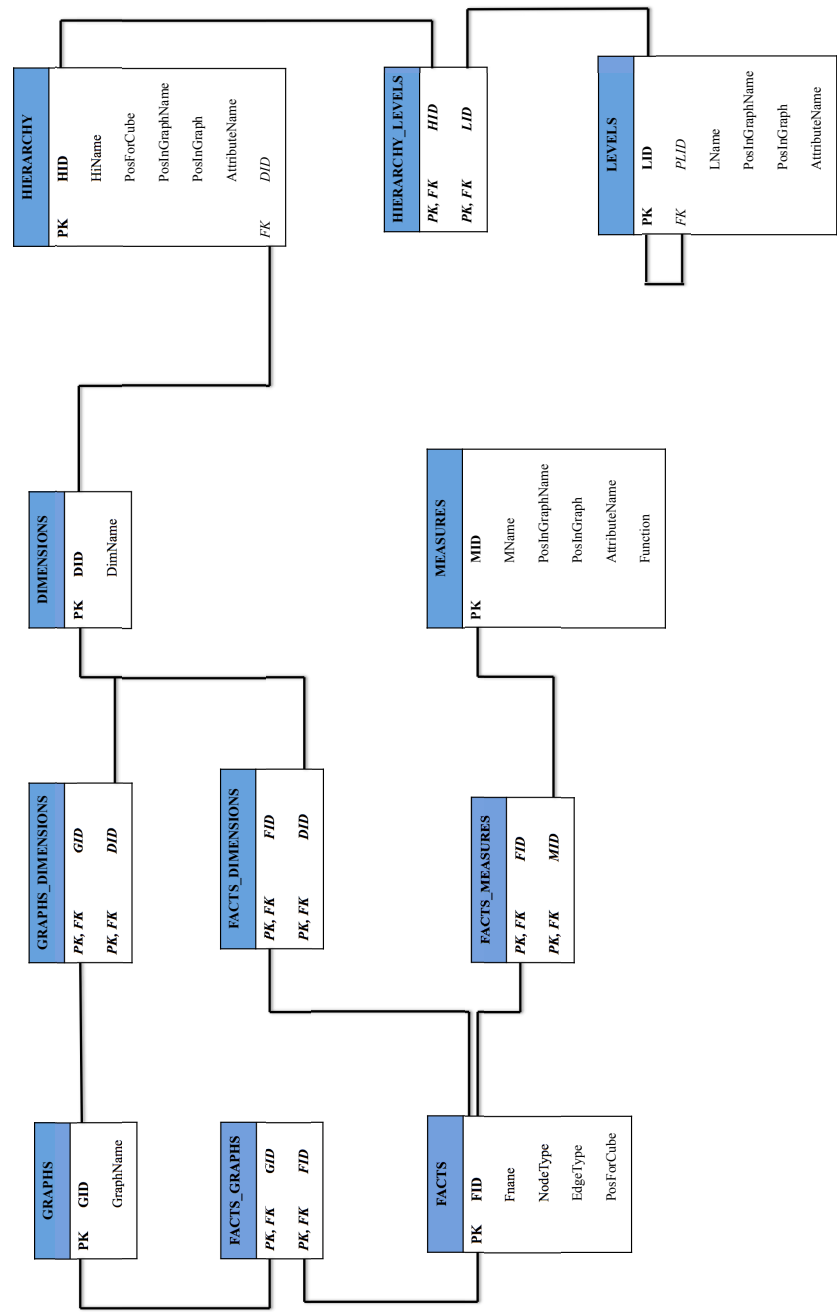 GRAPHS
PK GID
GraphName
GRAPHS_DIMENSIONS
PK, FK GID
PK, FK DID
DIMENSIONS
PK DID
DimName
HIERARCHY
PK HID
HiName
PosForCube
PosInGraphName
PosInGraph
AttributeName
FK DID
FACTS_GRAPHS
PK, FK GID
PK, FK FID
FACTS_DIMENSIONS
PK, FK FID
PK, FK DID
HIERARCHY_LEVELS
PK, FK HID
PK, FK LID
FACTS
PK FID
Fname
NodeType
EdgeType
PosForCube
FACTS_MEASURES
PK, FK FID
PK, FK MID
MEASURES
PK MID
MName
PosInGraphName
PosInGraph
AttributeName
Function
LEVELS
PK LID
FK PLID
LName
PosInGraphName
PosInGraph
AttributeName